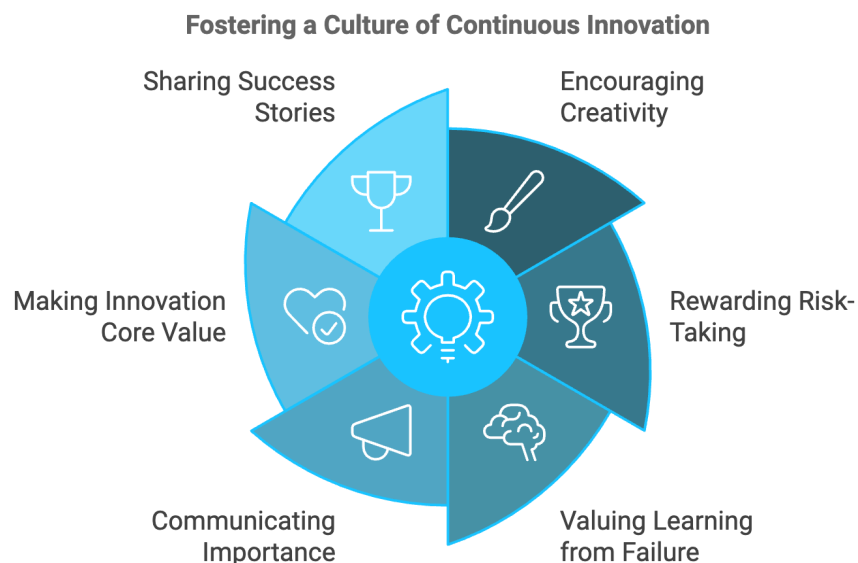 Fostering a Culture of Continuous Innovation
Sharing Success
Stories
Encouraging
Creativity
Making Innovation
Core Value
Rewarding Risk-
Taking
Communicating
Importance
Valuing Learning
from Failure